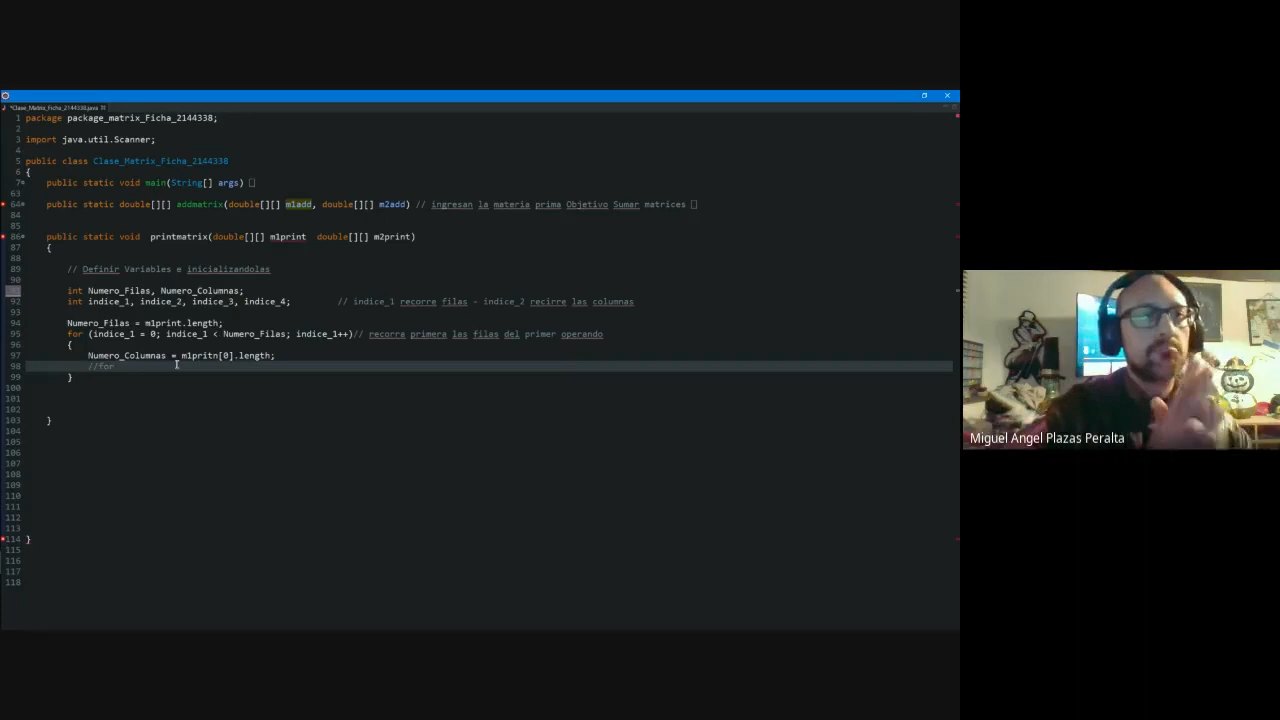 *Clase_Matrix_Ficha_2144338.java
1 package package_matrix_Ficha_2144338;
2
3 import java.util.Scanner;
4
5 public class Clase_Matrix_Ficha_2144338
6 {
7 public static void main(String[] args)
63
64 public static double[][] addmatrix(double[][] m1add, double[][] m2add) // ingresan la materia prima Objetivo Sumar matrices
84
85
86 public static void printmatrix(double[][] m1print double[][] m2print)
87 {
88
89 // Definir Variables e inicializandolas
90
91 int Numero_Filas, Numero_Columnas;
92 int indice_1, indice_2, indice_3, indice_4; // indice_1 recorre filas - indice_2 recirre las columnas
93
94 Numero_Filas = m1print.length;
95 for (indice_1 = 0; indice_1 < Numero_Filas; indice_1++)// recorra primera las filas del primer operando
96 {
97 Numero_Columnas = m1pritn[0].length;
98 //for
99 }
100
101
102
103 }
104
105
106
107
108
109
110
111
112
113
114 }
115
116
117
118
Miguel Angel Plazas Peralta